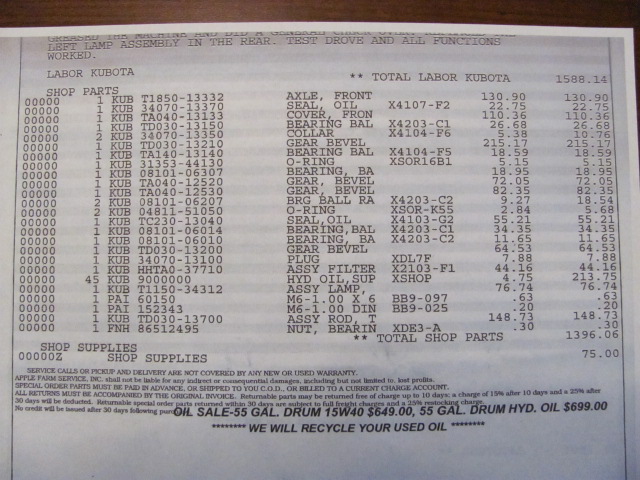 GREASED THE MACHINE AND DID A GENERAL CHECK OVER. REPLACED THE
LEFT LAMP ASSEMBLY IN THE REAR. TEST DROVE AND ALL FUNCTIONS
WORKED.
LABOR KUBOTA ** TOTAL LABOR KUBOTA 1588.14
SHOP PARTS
00000 1 KUB T1850-13332 AXLE, FRONT 130.90 130.90
00000 1 KUB 34070-13370 SEAL, OIL X4107-F2 22.75 22.75
00000 1 KUB TA040-13133 COVER, FRON 110.36 110.36
00000 1 KUB TD030-13150 BEARING BAL X4203-C1 26.68 26.68
00000 2 KUB 34070-13350 COLLAR X4104-F6 5.38 10.76
00000 1 KUB TD030-13210 GEAR BEVEL 215.17 215.17
00000 1 KUB TA140-13140 BEARING BAL X4104-F5 18.59 18.59
00000 1 KUB 31353-44130 O-RING XSOR16B1 5.15 5.15
00000 1 KUB 08101-06307 BEARING, BA 18.95 18.95
00000 1 KUB TA040-12520 GEAR, BEVEL 72.05 72.05
00000 1 KUB TA040-12530 GEAR, BEVEL 82.35 82.35
00000 2 KUB 08101-06207 BRG BALL RA X4203-C2 9.27 18.54
00000 2 KUB 04811-51050 O-RING XSOR-K55 2.84 5.68
00000 1 KUB TC230-13040 SEAL,OIL X4103-G2 55.21 55.21
00000 1 KUB 08101-06014 BEARING,BAL X4203-C1 34.35 34.35
00000 1 KUB 08101-06010 BEARING, BA X4203-C2 11.65 11.65
00000 1 KUB TD030-13200 GEAR BEVEL 64.53 64.53
00000 1 KUB 34070-13100 PLUG XDL7F 7.88 7.88
00000 1 KUB HHTA0-37710 ASSY FILTER X2103-F1 44.16 44.16
00000 45 KUB 9000000 HYD OIL,SUP XSHOP 4.75 213.75
00000 1 KUB T1150-34312 ASSY LAMP, 76.74 76.74
00000 1 PAI 60150 M6-1.00 X 6 BB9-097 .63 .63
00000 1 PAI 152343 M6-1.00 DIN BB9-025 .20 .20
00000 1 KUB TD030-13700 ASSY ROD, T 148.73 148.73
00000 1 FNH 86512495 NUT, BEARIN XDE3-A .30 .30
** TOTAL SHOP PARTS 1396.06
SHOP SUPPLIES
00000Z SHOP SUPPLIES 75.00
SERVICE CALLS OR PICKUP AND DELIVERY ARE NOT COVERED BY ANY NEW OR USED WARRANTY.
APPLE FARM SERVICE, INC. shall not be liable for any indirect or consequential damages, including but not limited to, lost profits.
SPECIAL ORDER PARTS MUST BE PAID IN ADVANCE, OR SHIPPED TO YOU C.O.D., OR BILLED TO A CURRENT CHARGE ACCOUNT.
ALL RETURNS MUST BE ACCOMPANIED BY THE ORIGINAL INVOICE. Returnable parts may be returned free of charge up to 10 days; a charge of 15% after 10 days and a 25% after
30 days will be deducted. Returnable special order parts returned within 30 days are subject to full freight charges and a 25% restocking charge.
No credit will be issued after 30 days following
OIL SALE-55 GAL. DRUM 15W40 $649.00, 55 GAL. DRUM HYD. OIL $699.00
******** WE WILL RECYCLE YOUR USED OIL ********